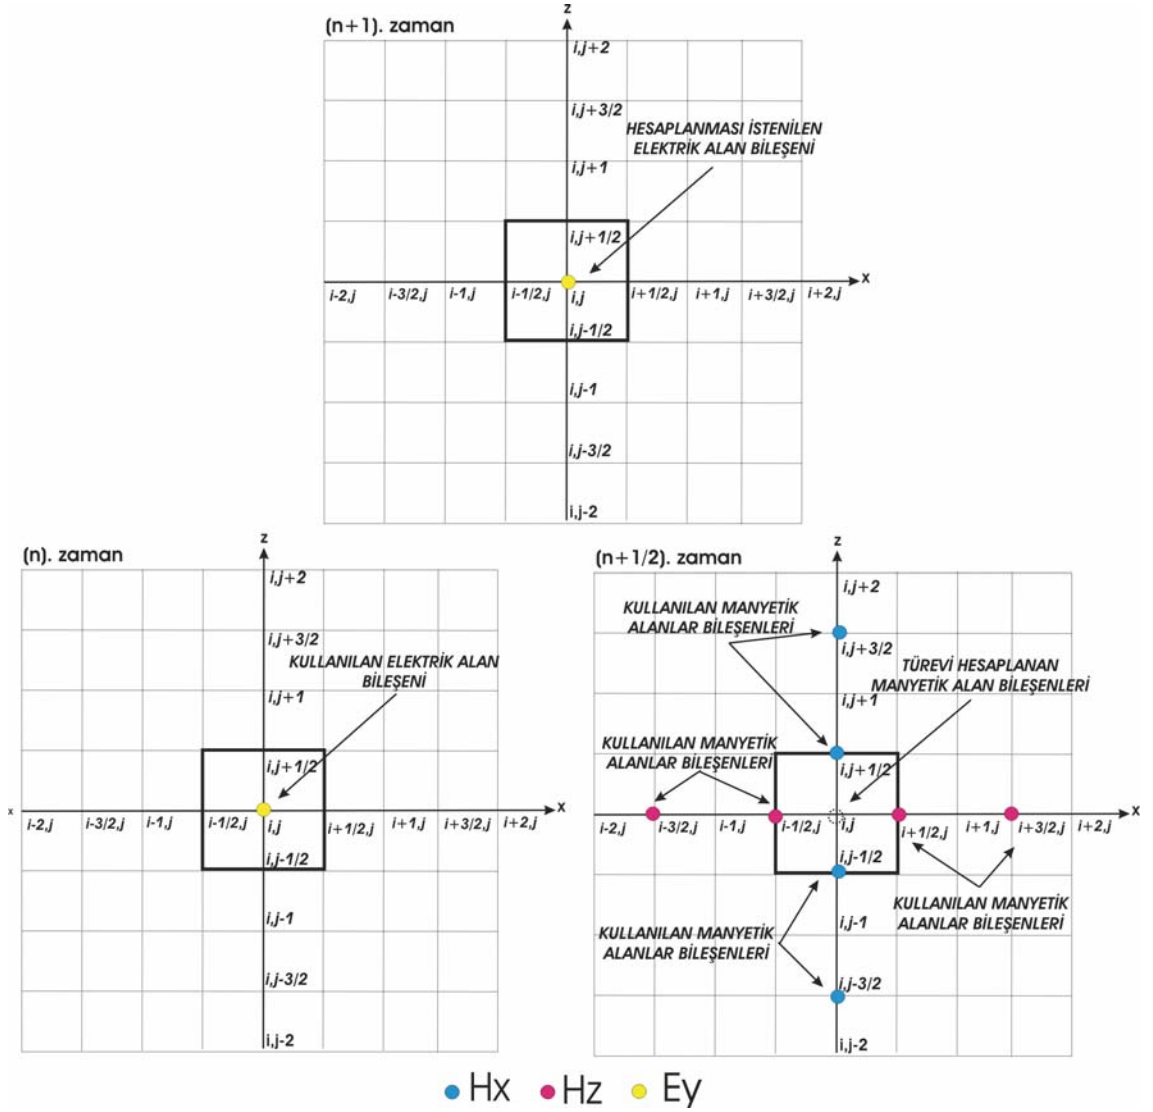 (n+1). zaman
z
i,j+2
i,j+3/2
HESAPLANMASI İSTENİLEN
ELEKTRİK ALAN BİLEŞENİ
i,j+1
i,j+1/2
x
i-2,j i-3/2,j i-1,j i-1/2,j i,j i+1/2,j i+1,j i+3/2,j i+2,j
i,j-1/2
i,j-1
i,j-3/2
i,j-2
(n). zaman
z
i,j+2
i,j+3/2
KULLANILAN ELEKTRİK ALAN
BİLEŞENİ
i,j+1
i,j+1/2
x
x
i-2,j i-3/2,j i-1,j i-1/2,j i,j i+1/2,j i+1,j i+3/2,j i+2,j
i,j-1/2
i,j-1
i,j-3/2
i,j-2
(n+1/2). zaman
z
i,j+2
KULLANILAN MANYETİK
ALANLAR BİLEŞENLERİ
i,j+3/2
TÜREVİ HESAPLANAN
MANYETİK ALAN BİLEŞENLERİ
i,j+1
KULLANILAN MANYETİK
ALANLAR BİLEŞENLERİ
i,j+1/2
x
i-2,j i-3/2,j i-1,j i-1/2,j i,j i+1/2,j i+1,j i+3/2,j i+2,j
i,j-1/2
KULLANILAN MANYETİK
ALANLAR BİLEŞENLERİ
i,j-1
KULLANILAN MANYETİK
ALANLAR BİLEŞENLERİ
i,j-3/2
i,j-2
Hx Hz Ey